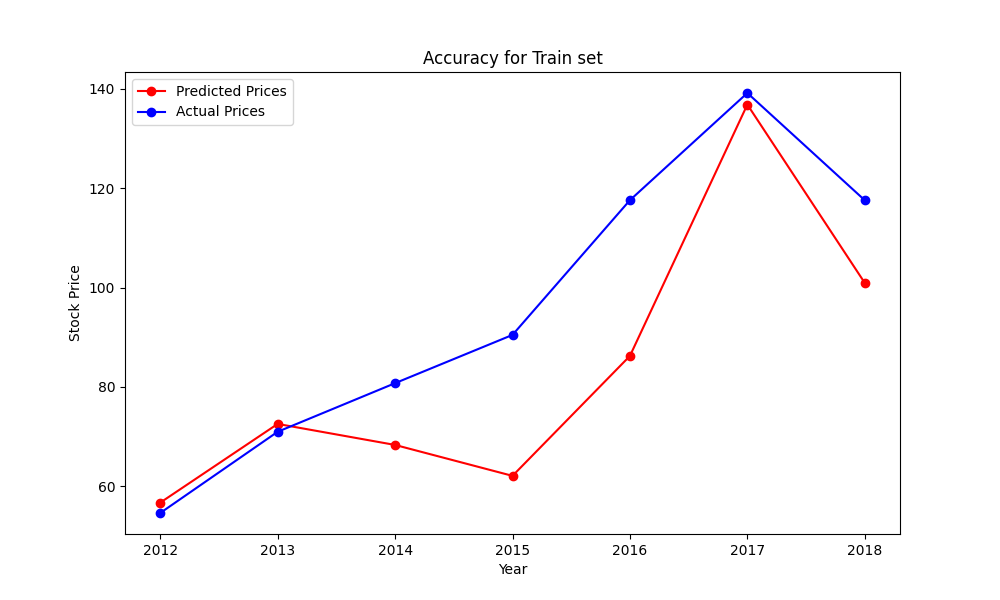 Accuracy for Train set
Predicted Prices
Actual Prices
140
120
100
80
60
Stock Price
2012 2013 2014 2015 2016 2017 2018
Year